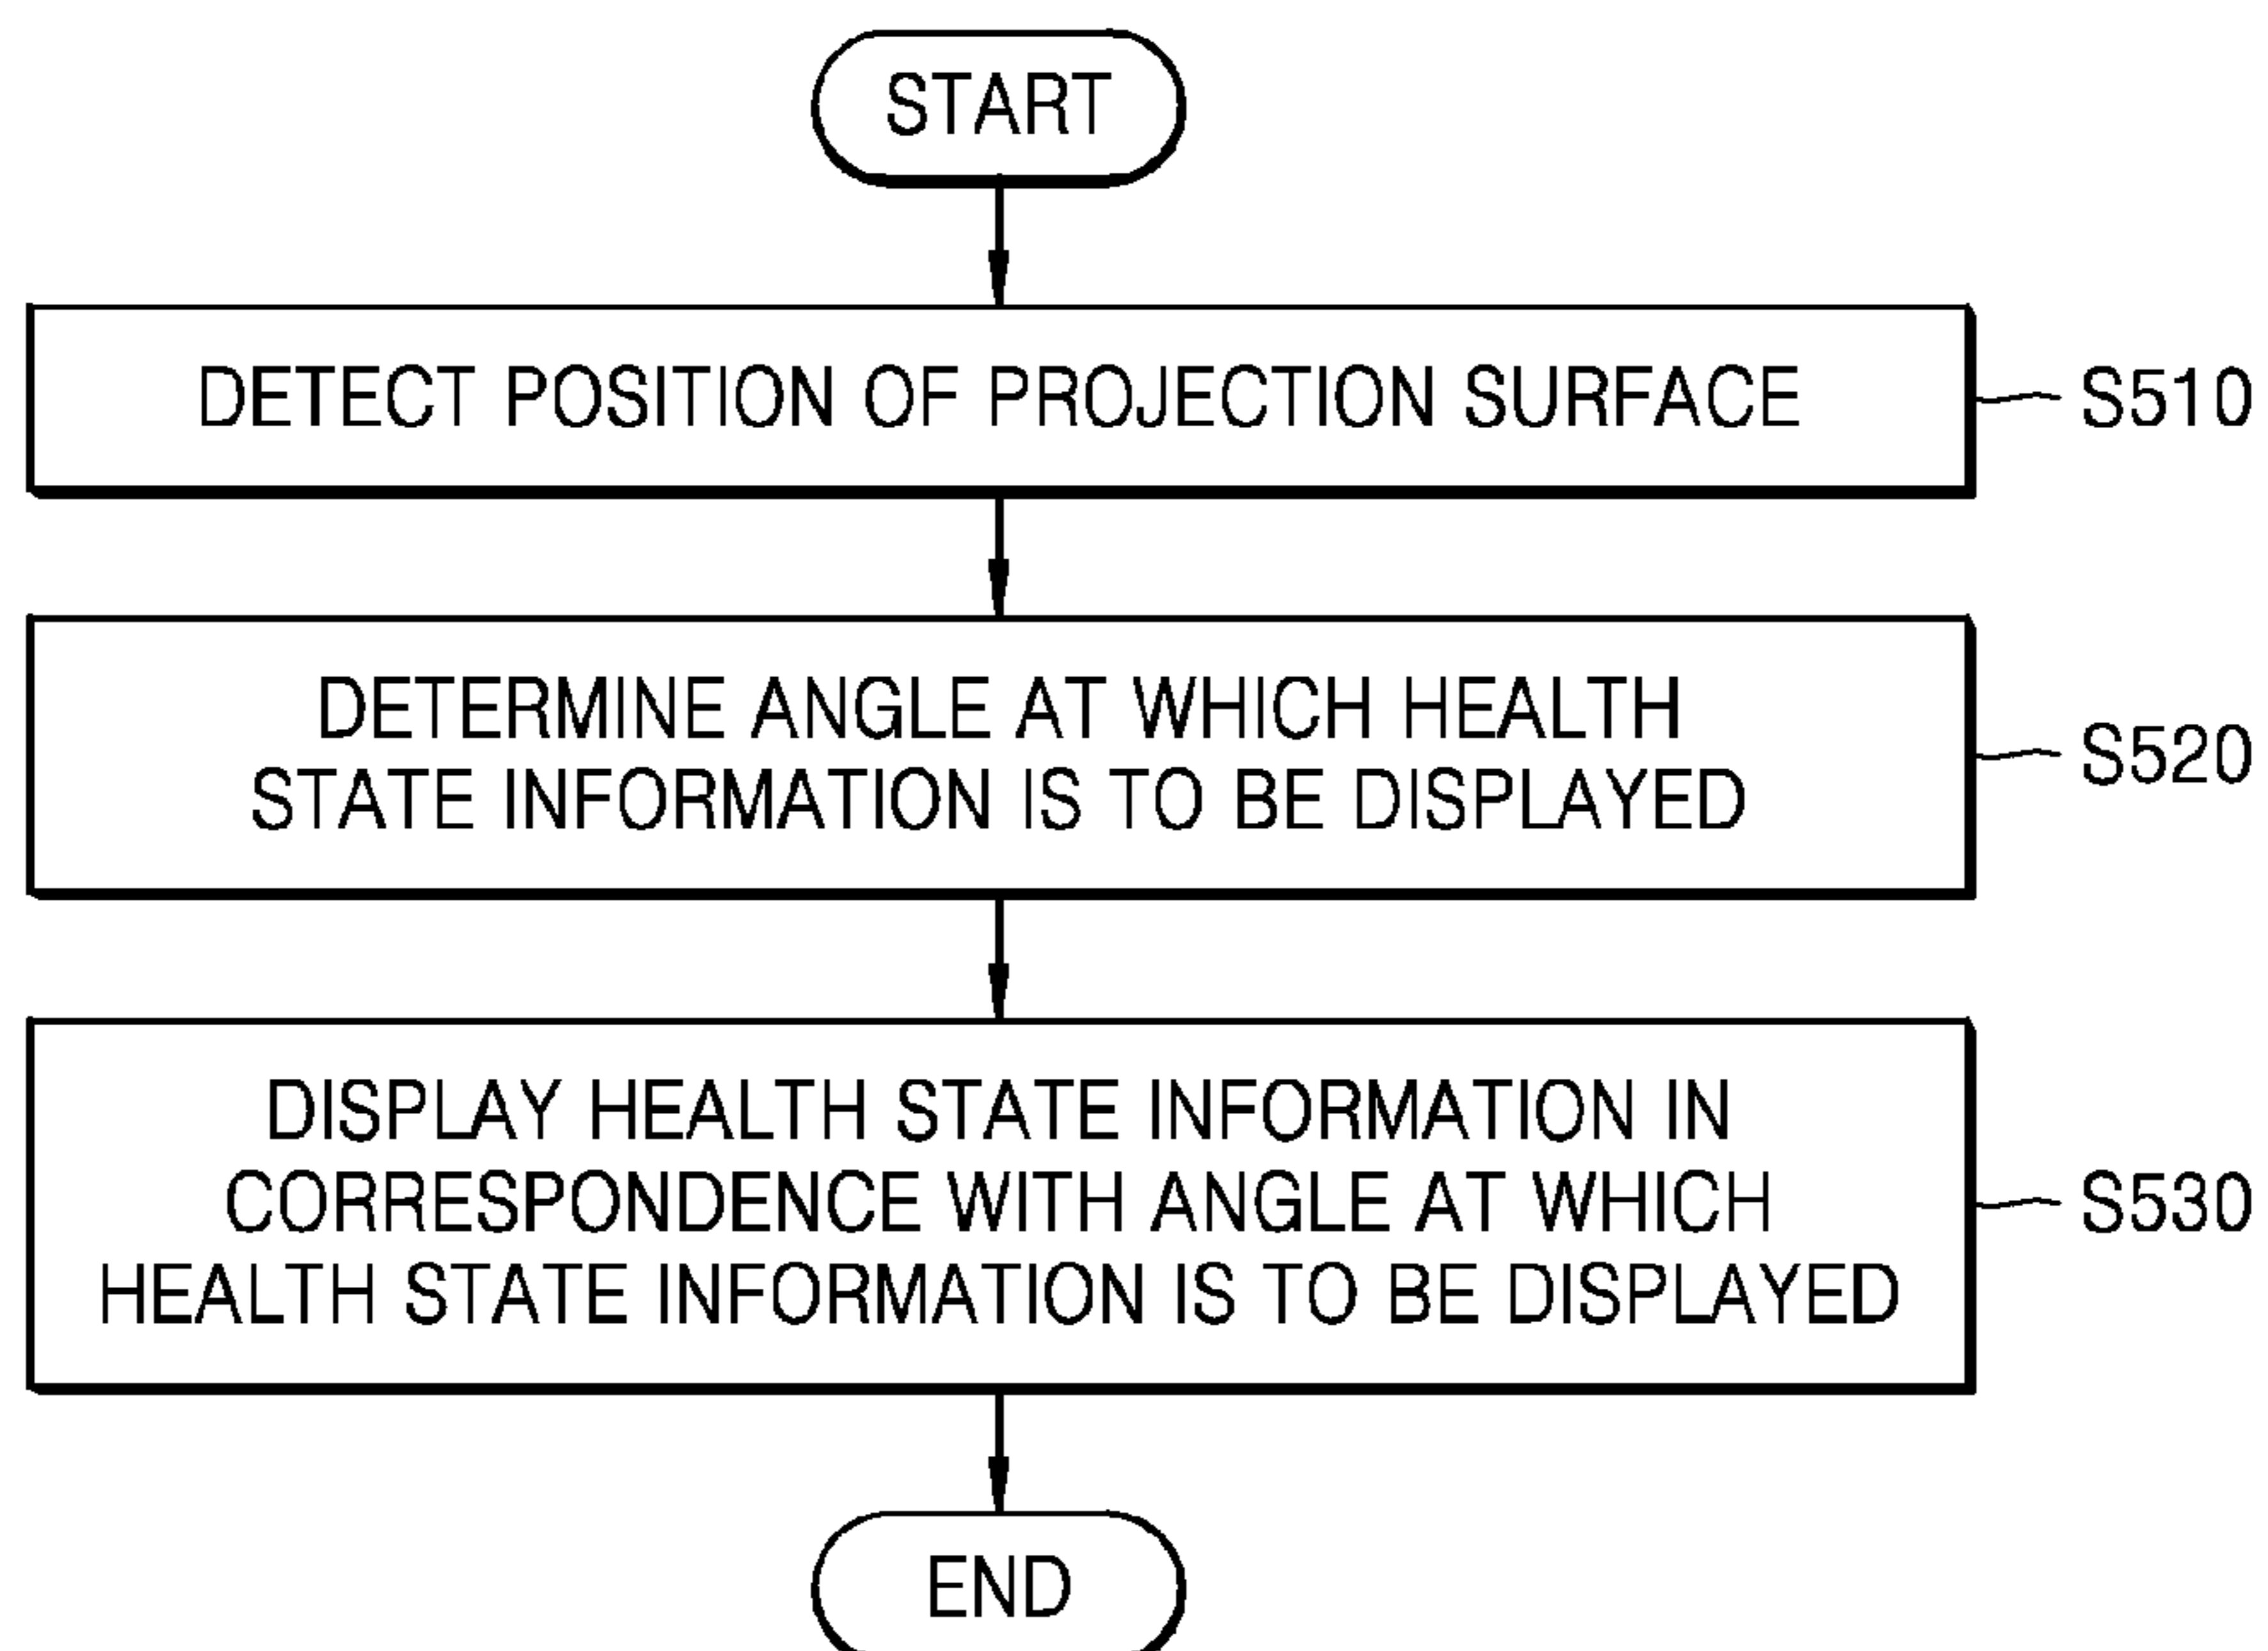 START
DETECT POSITION OF PROJECTION SURFACE
S510
DETERMINE ANGLE AT WHICH HEALTH
STATE INFORMATION IS TO BE DISPLAYED
S520
DISPLAY HEALTH STATE INFORMATION IN
CORRESPONDENCE WITH ANGLE AT WHICH
HEALTH STATE INFORMATION IS TO BE DISPLAYED
S530
END